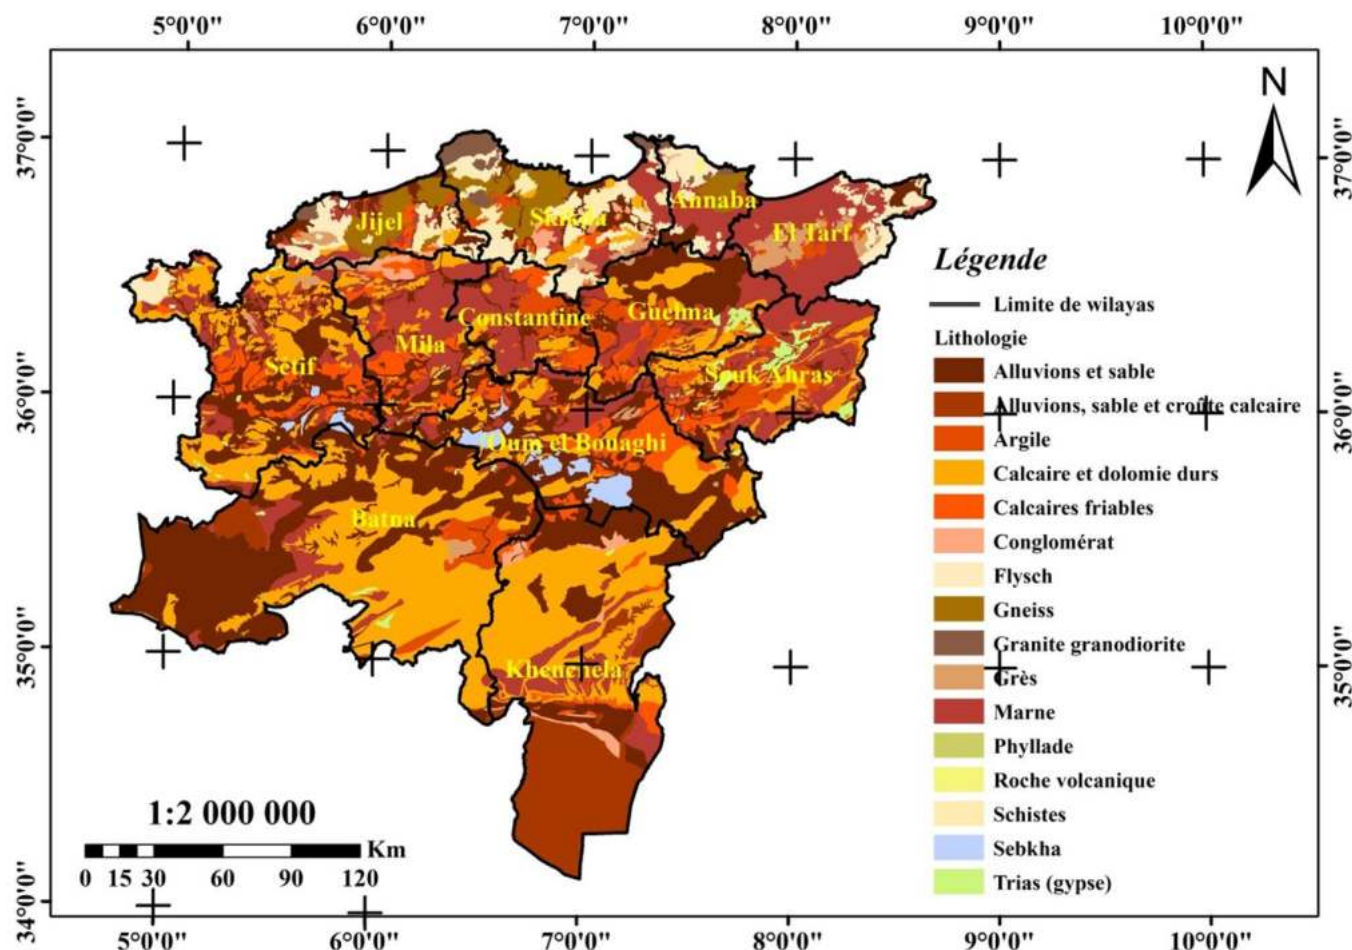 5°0'0" 6°0'0" 7°0'0" 8°0'0" 9°0'0" 10°0'0"
37°0'0"
37°0'0"
N
Jijel
Skikda
Annaba
El Tarf
Constantine
Guelma
Mila
Sétif
Souk Ahras
36°0'0"
36°0'0"
Oum el Bouaghi
Batna
Khenchela
35°0'0"
35°0'0"
34°0'0"
Légende
Limite de wilayas
Lithologie
Alluvions et sable
Alluvions, sable et croûte calcaire
Argile
Calcaire et dolomie durs
Calcaires friables
Conglomérat
Flysch
Gneiss
Granite granodiorite
Grès
Marne
Phyllade
Roche volcanique
Schistes
Sebkha
Trias (gypse)
1:2 000 000
Km
0 15 30 60 90 120
5°0'0" 6°0'0" 7°0'0" 8°0'0" 9°0'0" 10°0'0"